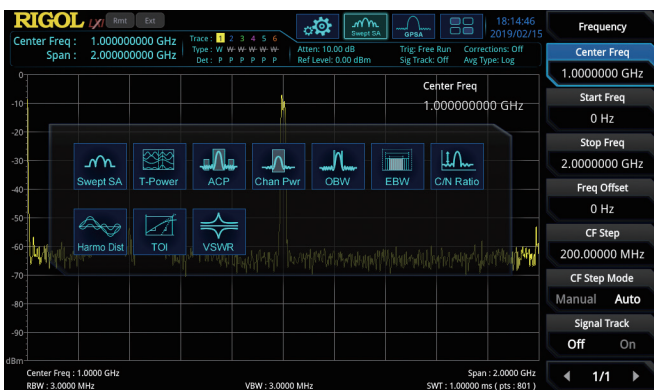 RIGOL LXI Rmt Ext
Swept SA GPSA
18:14:46
2019/02/15
Center Freq : 1.000000000 GHz
Span : 2.000000000 GHz
Trace : 1 2 3 4 5 6
Type : W W W W W W
Det : P P P P P P
Atten: 10.00 dB
Ref Level: 0.00 dBm
Trig: Free Run
Sig Track: Off
Corrections: Off
Avg Type: Log
Center Freq
1.000000000 GHz
0
-10
-20
-30
-40
-50
-60
-70
-80
-90
dBm
Swept SA T-Power ACP Chan Pwr OBW EBW C/N Ratio
Harmo Dist TOI VSWR
Center Freq : 1.0000 GHz Span : 2.0000 GHz
RBW : 3.0000 MHz VBW : 3.0000 MHz SWT : 1.00000 ms ( pts : 801 )
Frequency
Center Freq
1.0000000 GHz
Start Freq
0 Hz
Stop Freq
2.0000000 GHz
Freq Offset
0 Hz
CF Step
200.00000 MHz
CF Step Mode
Manual Auto
Signal Track
Off On
1/1